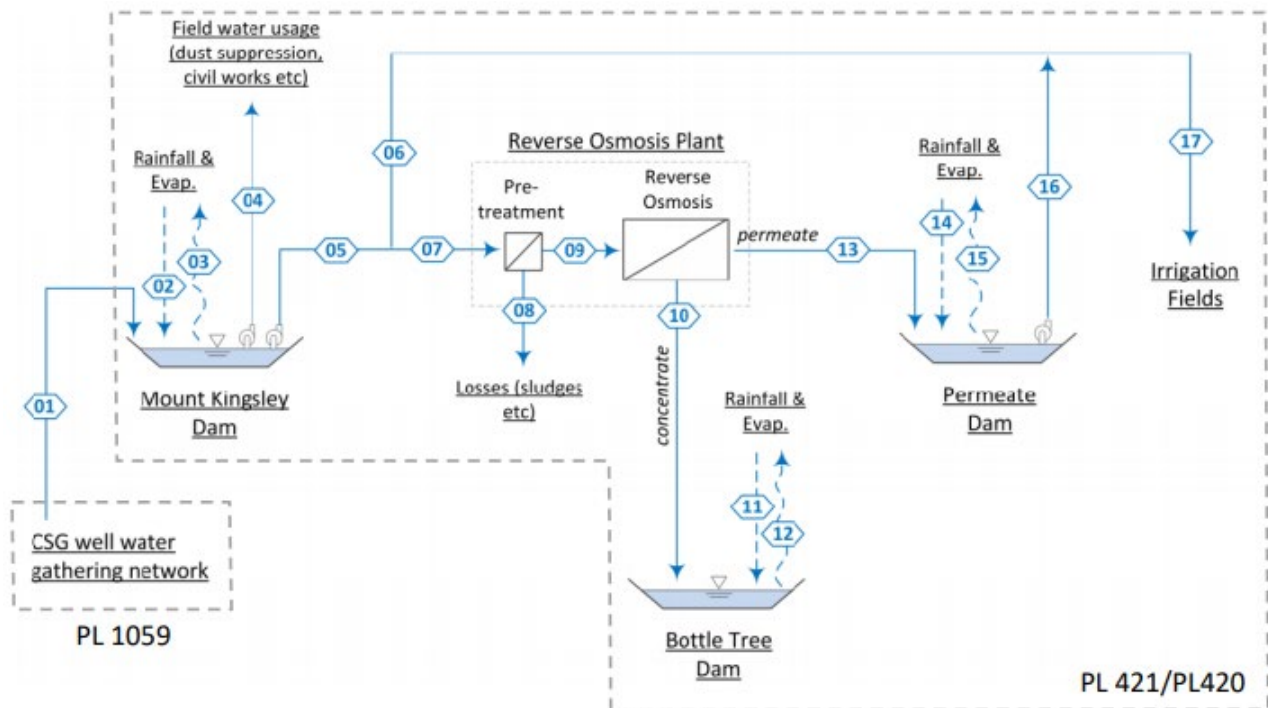 Field water usage
(dust suppression,
civil works etc)
Rainfall &
Evap.
04
03
02
05
06
07
01
Mount Kingsley
Dam
CSG well water
gathering network
PL 1059
Reverse Osmosis Plant
Pre-
treatment
Reverse
Osmosis
09
08
Losses (sludges
etc)
10
concentrate
permeate
13
Rainfall &
Evap.
11
12
Bottle Tree
Dam
Rainfall &
Evap.
14
15
16
Permeate
Dam
17
Irrigation
Fields
PL 421/PL420